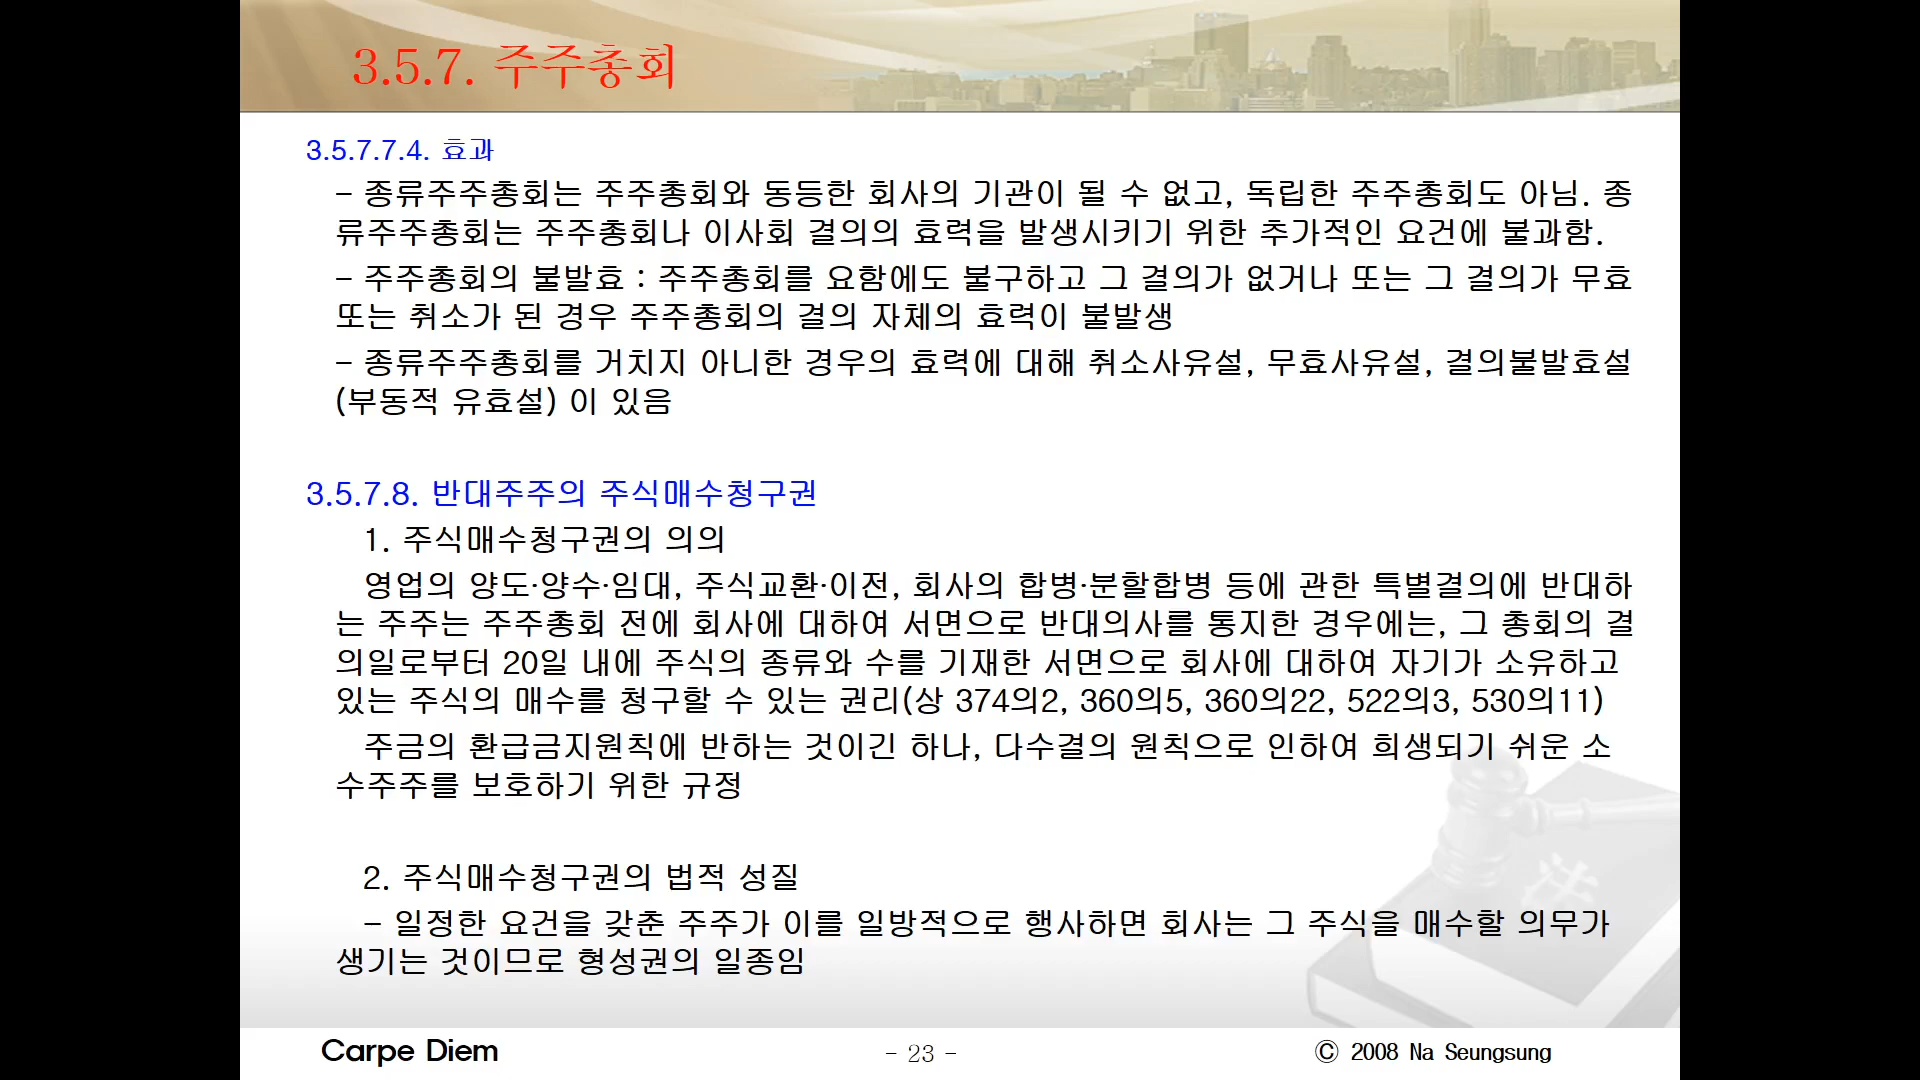 3.5.7. 주주총회
3.5.7.7.4. 효과
- 종류주주총회는 주주총회와 동등한 회사의 기관이 될 수 없고, 독립한 주주총회도 아님. 종
류주주총회는 주주총회나 이사회 결의의 효력을 발생시키기 위한 추가적인 요건에 불과함.
- 주주총회의 불발효 : 주주총회를 요함에도 불구하고 그 결의가 없거나 또는 그 결의가 무효
또는 취소가 된 경우 주주총회의 결의 자체의 효력이 불발생
- 종류주주총회를 거치지 아니한 경우의 효력에 대해 취소사유설, 무효사유설, 결의불발효설
(부동적 유효설) 이 있음
3.5.7.8. 반대주주의 주식매수청구권
1. 주식매수청구권의 의의
영업의 양도·양수·임대, 주식교환·이전, 회사의 합병·분할합병 등에 관한 특별결의에 반대하
는 주주는 주주총회 전에 회사에 대하여 서면으로 반대의사를 통지한 경우에는, 그 총회의 결
의일로부터 20일 내에 주식의 종류와 수를 기재한 서면으로 회사에 대하여 자기가 소유하고
있는 주식의 매수를 청구할 수 있는 권리(상 374의2, 360의5, 360의22, 522의3, 530의11)
주금의 환급금지원칙에 반하는 것이긴 하나, 다수결의 원칙으로 인하여 희생되기 쉬운 소
수주주를 보호하기 위한 규정
2. 주식매수청구권의 법적 성질
- 일정한 요건을 갖춘 주주가 이를 일방적으로 행사하면 회사는 그 주식을 매수할 의무가
생기는 것이므로 형성권의 일종임
法
Carpe Diem
- 23 -
ⓒ 2008 Na Seungsung